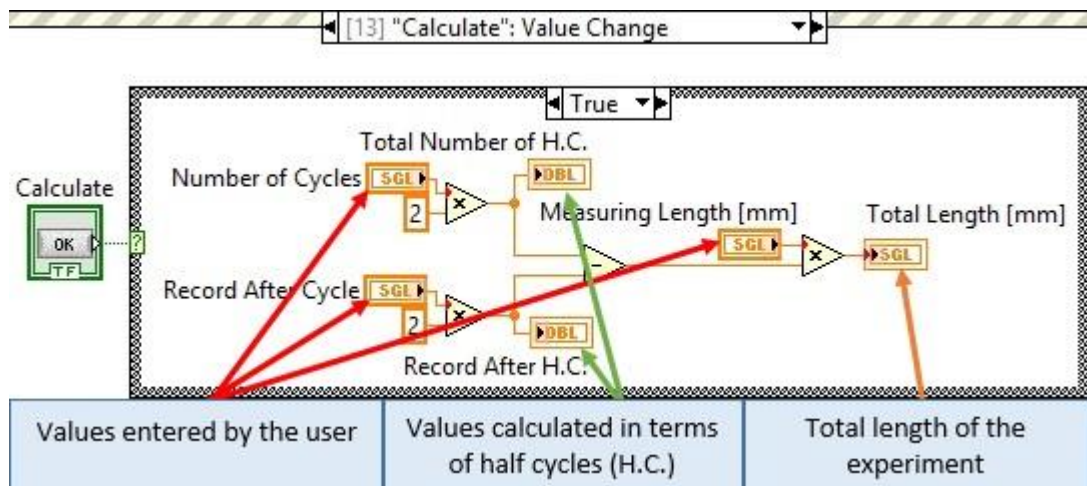 [13] "Calculate": Value Change
True
Total Number of H.C.
Number of Cycles
SGL
DBL
2
×
Calculate
OK
TF
?
Measuring Length [mm]
SGL
×
Total Length [mm]
SGL
-
Record After Cycle
SGL
2
×
DBL
Record After H.C.
Values entered by the user
Values calculated in terms
of half cycles (H.C.)
Total length of the
experiment